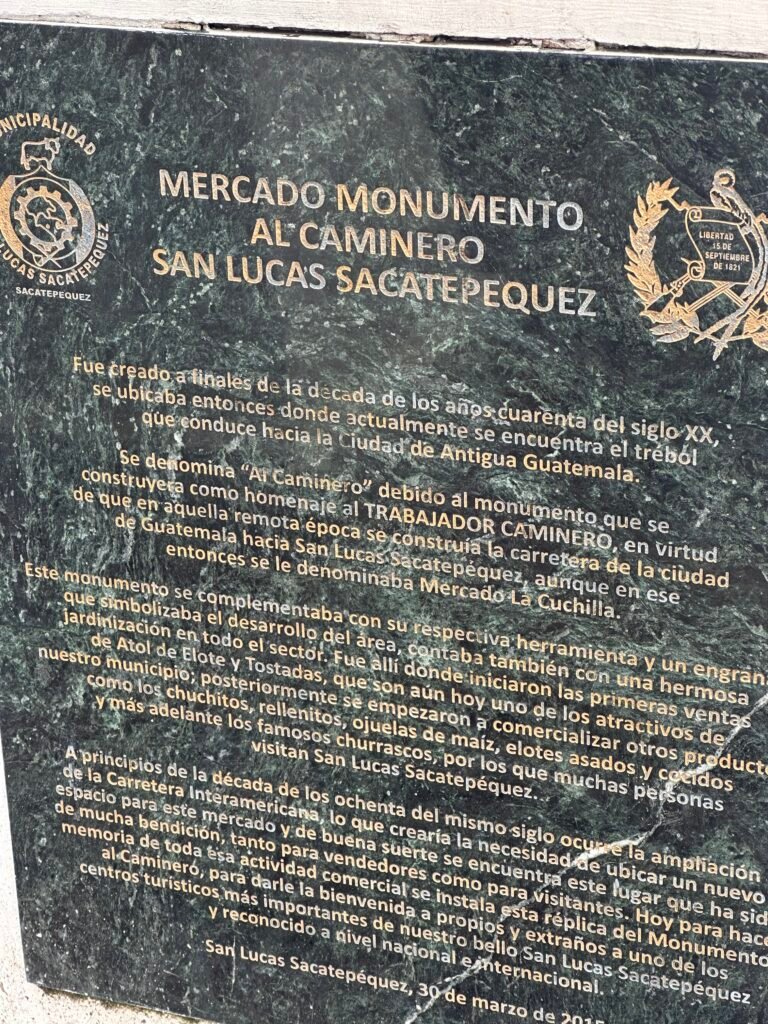 MUNICIPALIDAD
SAN LUCAS SACATEPEQUEZ
SACATEPEQUEZ
LIBERTAD
15 DE
SEPTIEMBRE
DE 1821
MERCADO MONUMENTO
AL CAMINERO
SAN LUCAS SACATEPEQUEZ
Fue creado a finales de la década de los años cuarenta del siglo XX,
se ubicaba entonces donde actualmente se encuentra el trébol
que conduce hacia la Ciudad de Antigua Guatemala.
Se denomina “Al Caminero” debido al monumento que se
construyera como homenaje al TRABAJADOR CAMINERO, en virtud
de que en aquella remota época se construía la carretera de la ciudad
de Guatemala hacia San Lucas Sacatepéquez, aunque en ese
entonces se le denominaba Mercado La Cuchilla.
Este monumento se complementaba con su respectiva herramienta y un engrana
que simbolizaba el desarrollo del área, contaba también con una hermosa
jardinización en todo el sector. Fue allí donde iniciaron las primeras ventas
de Atol de Elote y Tostadas, que son aún hoy uno de los atractivos de
nuestro municipio; posteriormente se empezaron a comercializar otros producto
como los chuchitos, rellenitos, ojuelas de maíz, elotes asados y cocidos
y más adelante los famosos churrascos, por los que muchas personas
visitan San Lucas Sacatepéquez.
A principios de la década de los ochenta del mismo siglo ocurre la ampliación
de la Carretera Interamericana, lo que crearía la necesidad de ubicar un nuevo
espacio para este mercado y de buena suerte se encuentra este lugar que ha sid
de mucha bendición, tanto para vendedores como para visitantes. Hoy para hace
memoria de toda esa actividad comercial se instala esta réplica del Monumento
al Caminero, para darle la bienvenida a propios y extraños a uno de los
centros turísticos más importantes de nuestro bello San Lucas Sacatepéquez
y reconocido a nivel nacional e internacional.
San Lucas Sacatepéquez, 30 de marzo de 2015